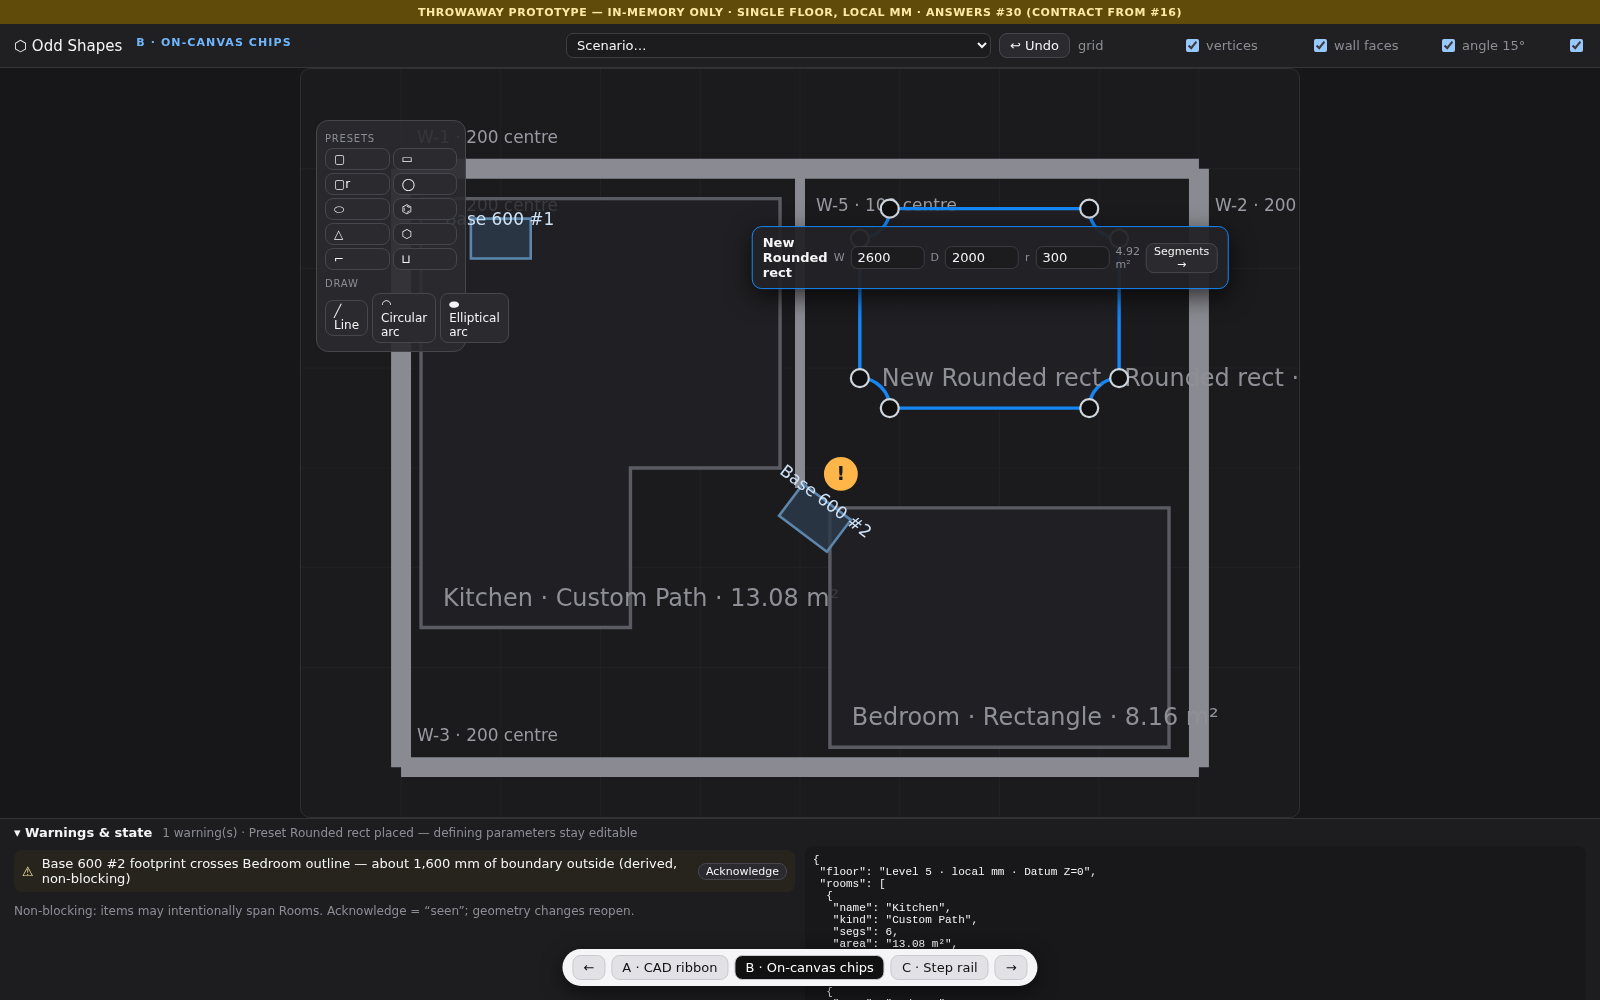 THROWAWAY PROTOTYPE — IN-MEMORY ONLY · SINGLE FLOOR, LOCAL MM · ANSWERS #30 (CONTRACT FROM #16)
⬡ Odd Shapes B · ON-CANVAS CHIPS Scenario… ↩ Undo grid vertices wall faces angle 15°
W-1 · 200 centre
PRESETS
▢ ▭
▢r ◯
⬭ ⌬
△ ⬡
⌐ ⊔
DRAW
╱ Line
◠ Circular arc
⬬ Elliptical arc
200 centre
Base 600 #1
W-5 · 100 centre
W-2 · 200
New Rounded rect W 2600 D 2000 r 300 4.92 m² Segments →
New Rounded rect · Rounded rect ·
!
Base 600 #2
Kitchen · Custom Path · 13.08 m²
Bedroom · Rectangle · 8.16 m²
W-3 · 200 centre
▾ Warnings & state 1 warning(s) · Preset Rounded rect placed — defining parameters stay editable
⚠ Base 600 #2 footprint crosses Bedroom outline — about 1,600 mm of boundary outside (derived,
non-blocking)
Acknowledge
Non-blocking: items may intentionally span Rooms. Acknowledge = “seen”; geometry changes reopen.
{
"floor": "Level 5 · local mm · Datum Z=0",
"rooms": [
{
"name": "Kitchen",
"kind": "Custom Path",
"segs": 6,
"area": "13.08 m²",
{
← A · CAD ribbon B · On-canvas chips C · Step rail →